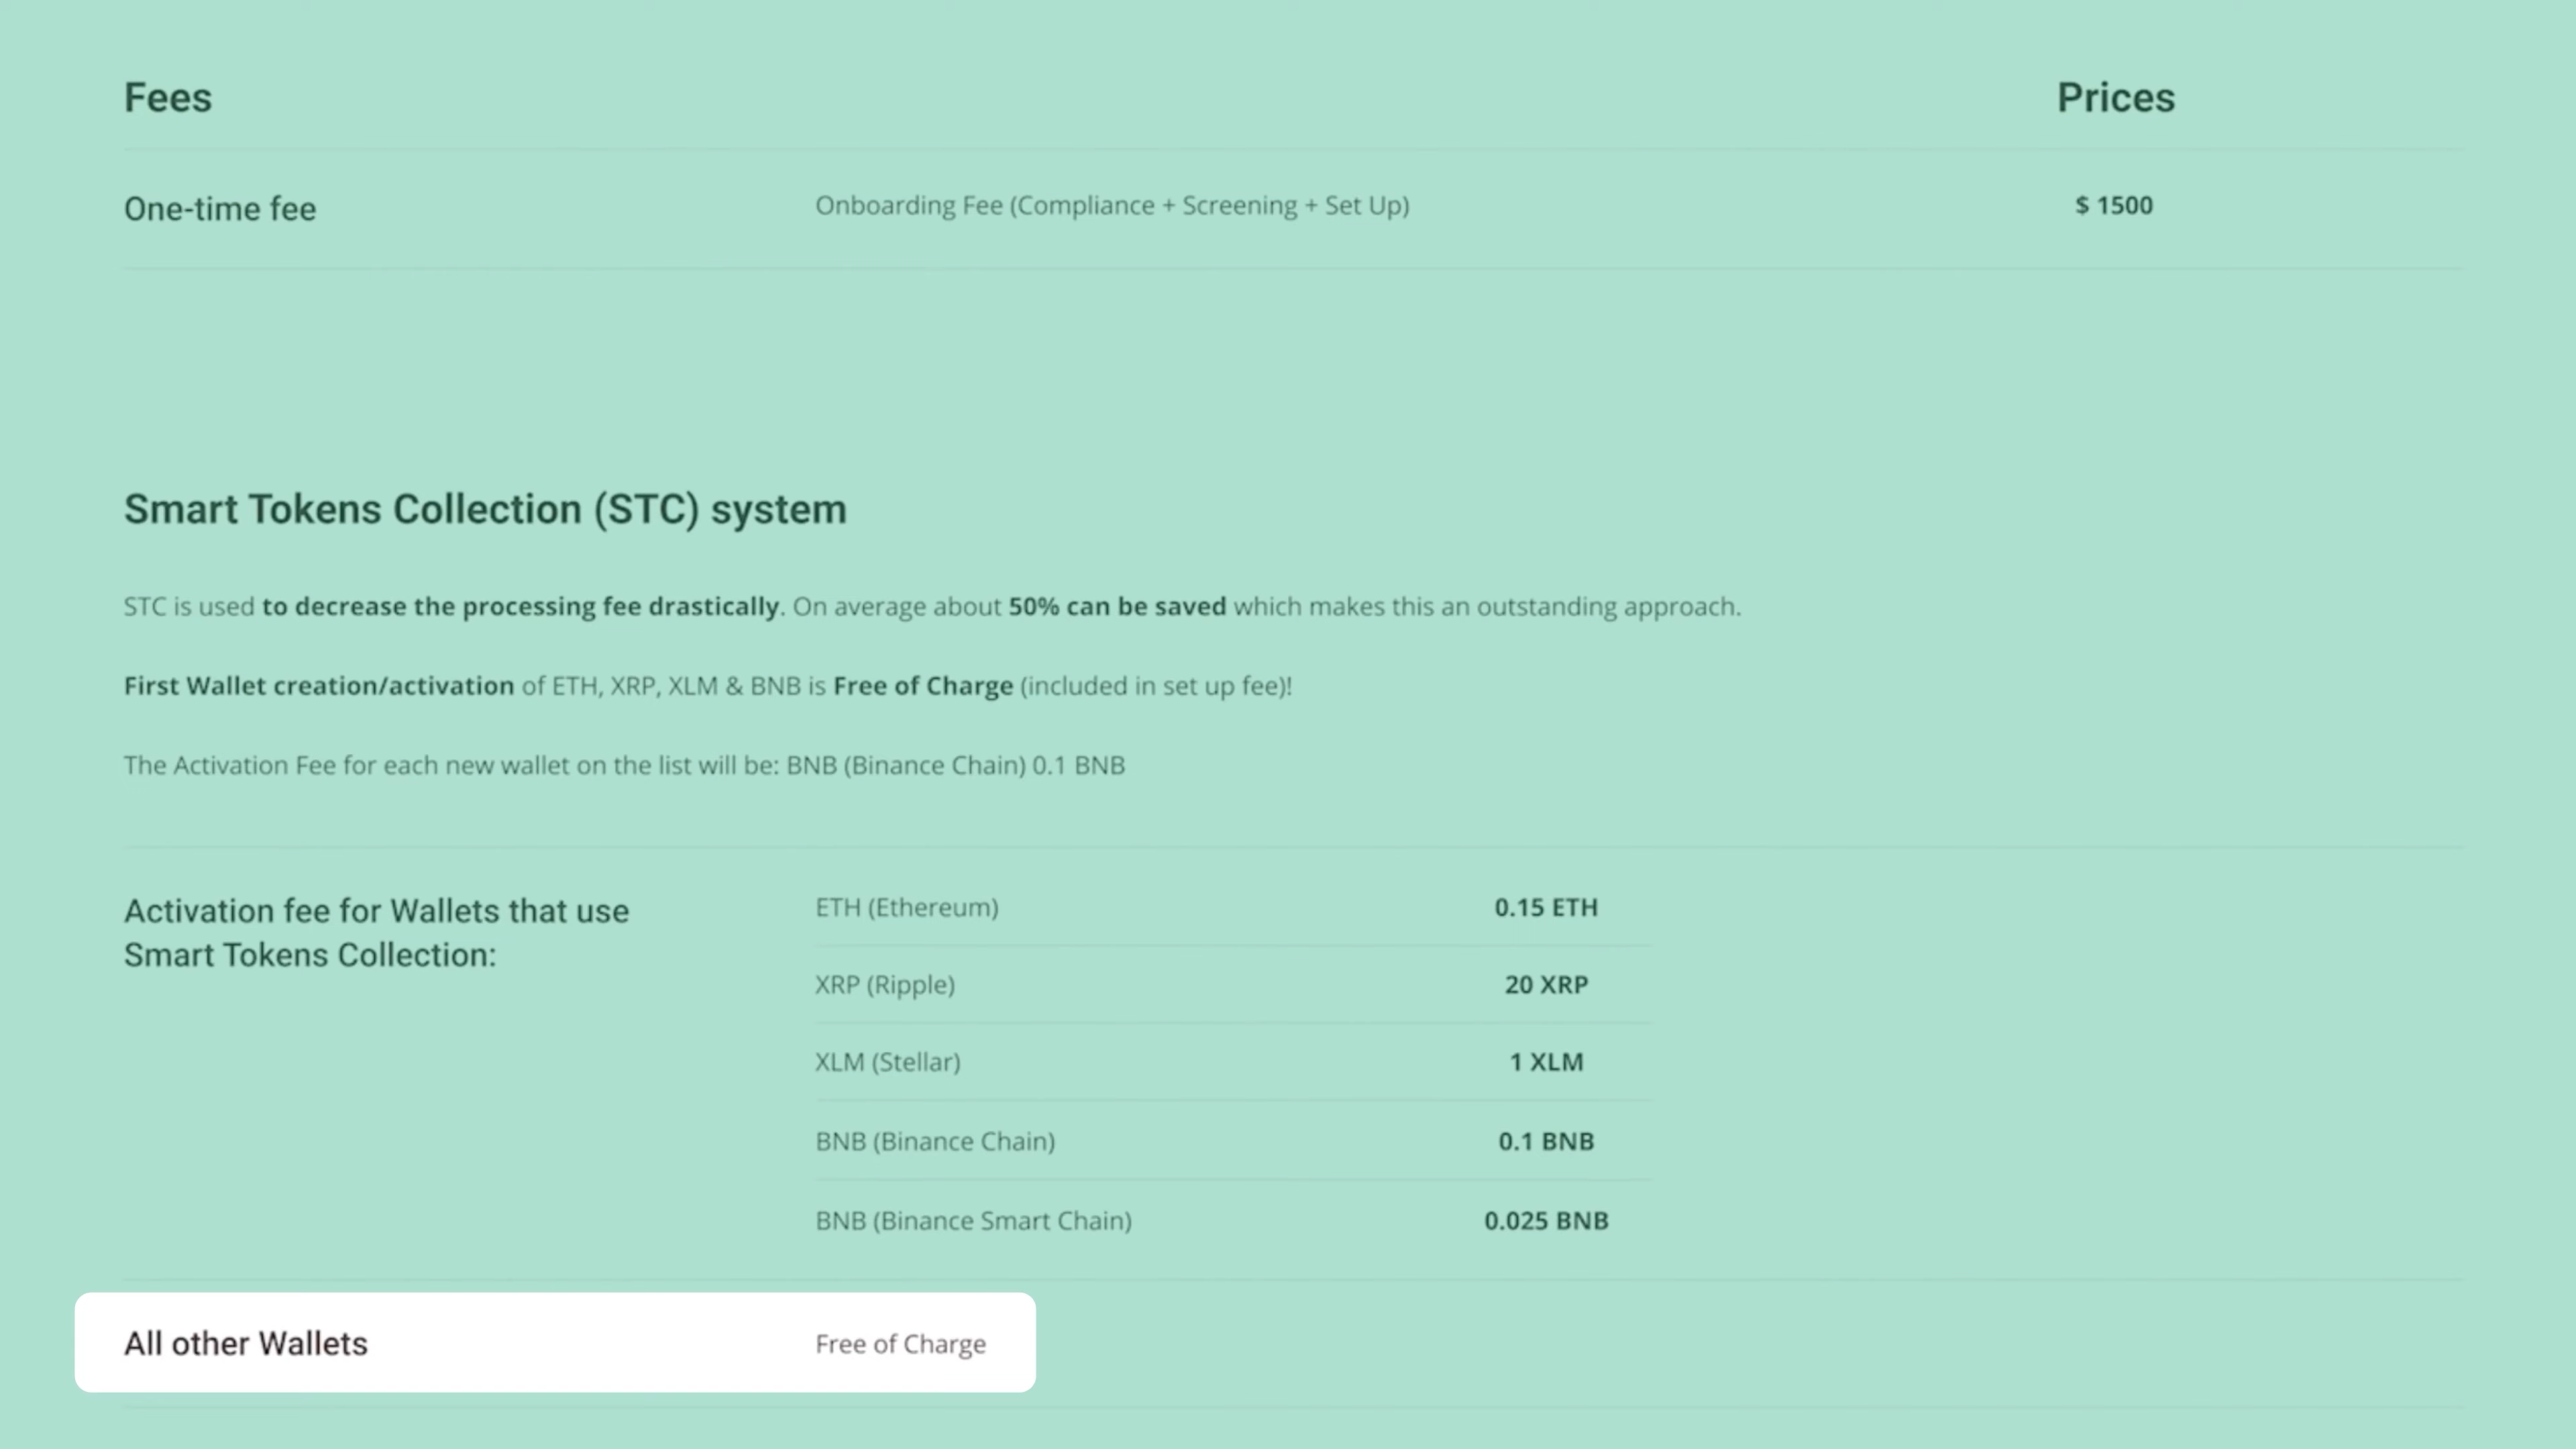 Fees
Prices
One-time fee
Onboarding Fee (Compliance + Screening + Set Up)
$ 1500
Smart Tokens Collection (STC) system
STC is used to decrease the processing fee drastically. On average about 50% can be saved which makes this an outstanding approach.
First Wallet creation/activation of ETH, XRP, XLM & BNB is Free of Charge (included in set up fee)!
The Activation Fee for each new wallet on the list will be: BNB (Binance Chain) 0.1 BNB
Activation fee for Wallets that use
Smart Tokens Collection:
ETH (Ethereum)
0.15 ETH
XRP (Ripple)
20 XRP
XLM (Stellar)
1 XLM
BNB (Binance Chain)
0.1 BNB
BNB (Binance Smart Chain)
0.025 BNB
All other Wallets
Free of Charge